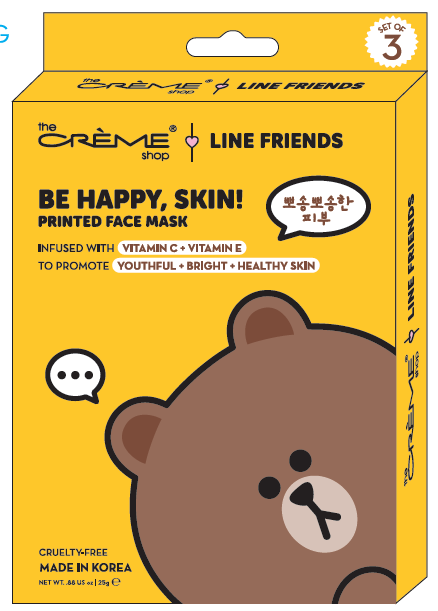 G
SET OF
3
the
CRÈME®
shop
LINE FRIENDS
the
CRÈME®
shop
LINE FRIENDS
BE HAPPY, SKIN!
PRINTED FACE MASK
뽀송뽀송한
피부
INFUSED WITH VITAMIN C + VITAMIN E
TO PROMOTE YOUTHFUL + BRIGHT + HEALTHY SKIN
CRUELTY-FREE
MADE IN KOREA
NET WT. .88 US oz | 25g ℮
the
CRÈME
shop
LINE FRIENDS